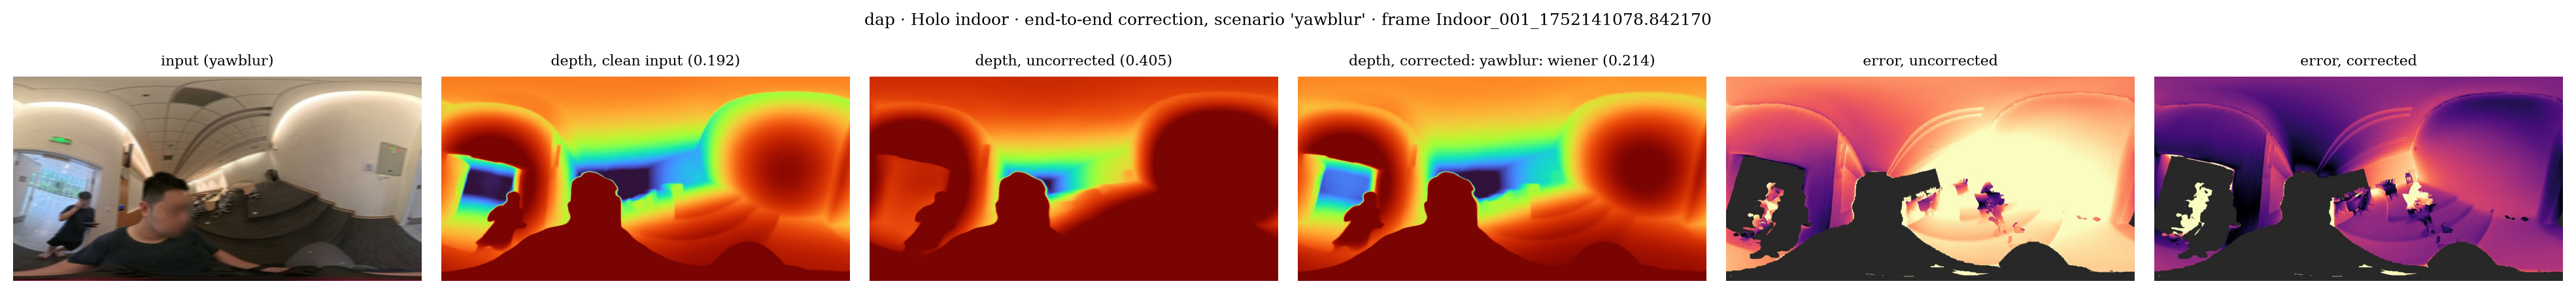 dap · Holo indoor · end-to-end correction, scenario 'yawblur' · frame Indoor_001_1752141078.842170
input (yawblur)
depth, clean input (0.192)
depth, uncorrected (0.405)
depth, corrected: yawblur: wiener (0.214)
error, uncorrected
error, corrected